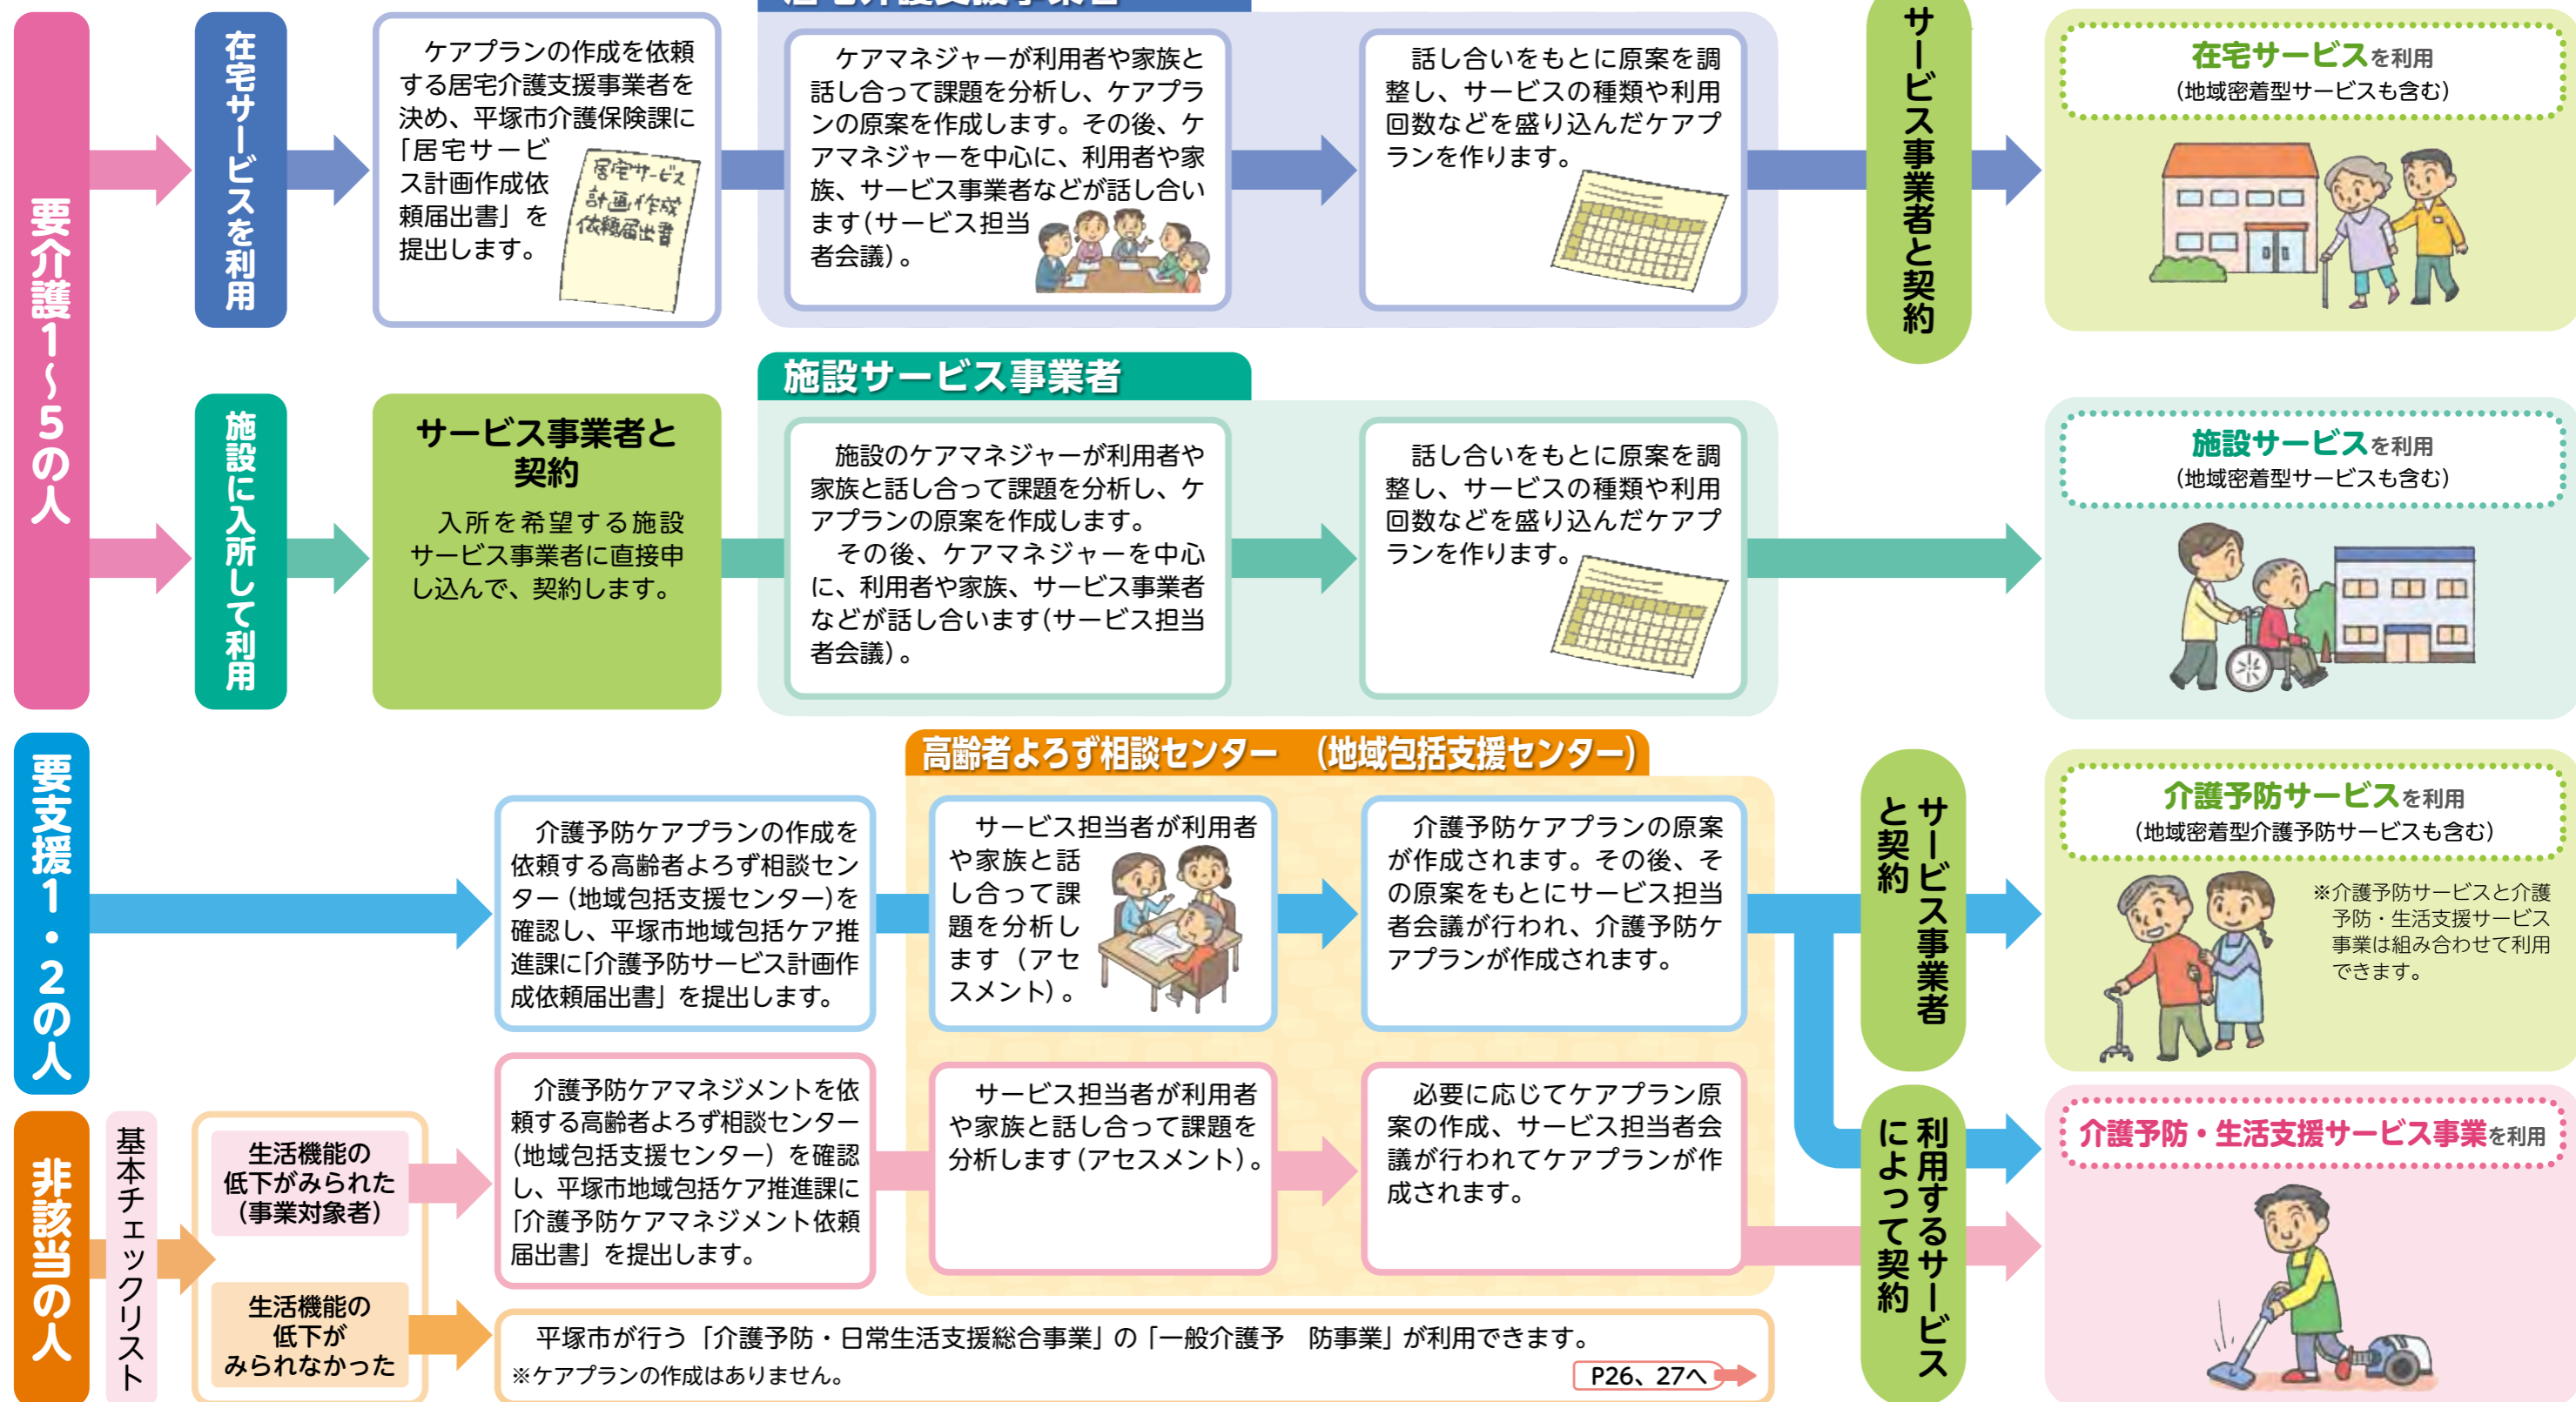 要介護1～5の人
在宅サービスを利用
ケアプランの作成を依頼
する居宅介護支援事業者を
決め、平塚市介護保険課に
「居宅サービ
ス計画作成依
頼届出書」を
提出します。
居宅サービス
計画作成
依頼届出書
居宅介護支援事業者
ケアマネジャーが利用者や家族と
話し合って課題を分析し、ケアプラ
ンの原案を作成します。その後、ケ
アマネジャーを中心に、利用者や家
族、サービス事業者などが話し合い
ます(サービス担当
者会議)。
話し合いをもとに原案を調
整し、サービスの種類や利用
回数などを盛り込んだケアプ
ランを作ります。
サービス事業者と契約
在宅サービスを利用
(地域密着型サービスも含む)
施設に入所して利用
サービス事業者と
契約
入所を希望する施設
サービス事業者に直接申
し込んで、契約します。
施設サービス事業者
施設のケアマネジャーが利用者や
家族と話し合って課題を分析し、ケ
アプランの原案を作成します。
その後、ケアマネジャーを中心
に、利用者や家族、サービス事業者
などが話し合います(サービス担当
者会議)。
話し合いをもとに原案を調
整し、サービスの種類や利用
回数などを盛り込んだケアプ
ランを作ります。
施設サービスを利用
(地域密着型サービスも含む)
要支援1・2の人
介護予防ケアプランの作成を
依頼する高齢者よろず相談セン
ター(地域包括支援センター)を
確認し、平塚市地域包括ケア推
進課に「介護予防サービス計画作
成依頼届出書」を提出します。
高齢者よろず相談センター　(地域包括支援センター)
サービス担当者が利用者
や家族と話
し合って課
題を分析し
ます(アセ
スメント)。
介護予防ケアプランの原案
が作成されます。その後、そ
の原案をもとにサービス担当
者会議が行われ、介護予防ケ
アプランが作成されます。
サービス事業者
と契約
介護予防サービスを利用
(地域密着型介護予防サービスも含む)
※介護予防サービスと介護
予防・生活支援サービス
事業は組み合わせて利用
できます。
非該当の人
基本チェックリスト
生活機能の
低下がみられた
(事業対象者)
介護予防ケアマネジメントを依
頼する高齢者よろず相談センター
(地域包括支援センター)を確認
し、平塚市地域包括ケア推進課に
「介護予防ケアマネジメント依頼
届出書」を提出します。
サービス担当者が利用者
や家族と話し合って課題を
分析します(アセスメント)。
必要に応じてケアプラン原
案の作成、サービス担当者会
議が行われてケアプランが作
成されます。
利用するサービス
によって契約
介護予防・生活支援サービス事業を利用
生活機能の
低下が
みられなかった
平塚市が行う「介護予防・日常生活支援総合事業」の「一般介護予　防事業」が利用できます。
※ケアプランの作成はありません。
P26、27へ